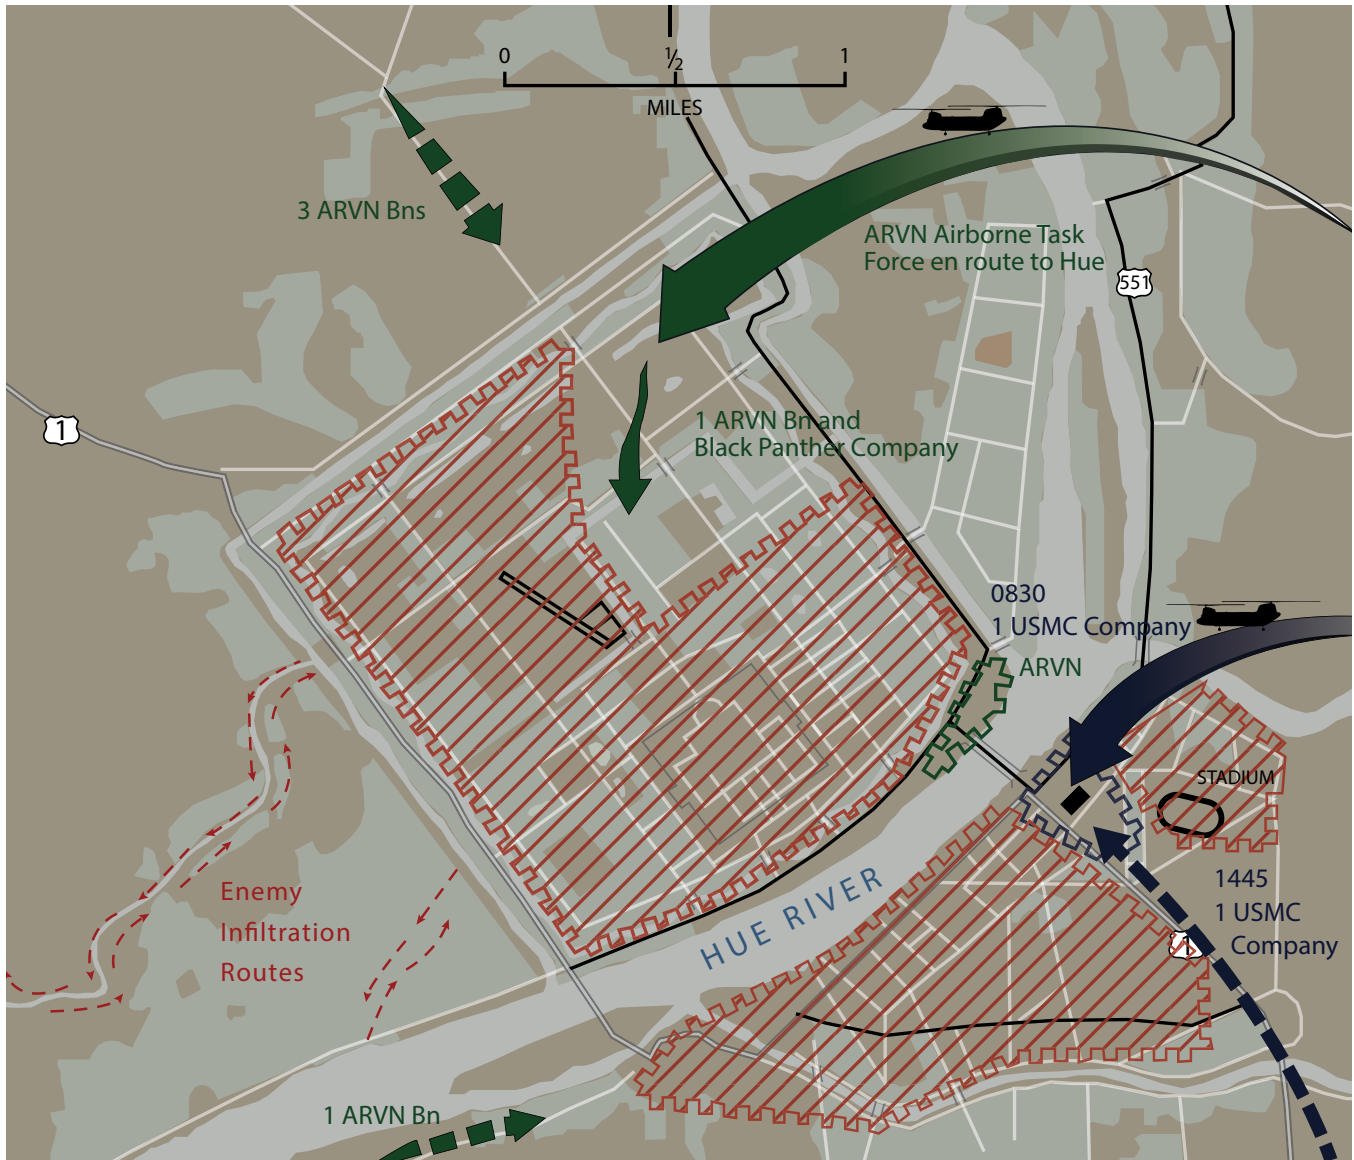 0 ½ 1
MILES
3 ARVN Bns
ARVN Airborne Task
Force en route to Hue
551
1 ARVN Bn and
Black Panther Company
1
0830
1 USMC Company
ARVN
STADIUM
1445
1 USMC
Company
1
Enemy
Infiltration
Routes
HUE RIVER
1 ARVN Bn